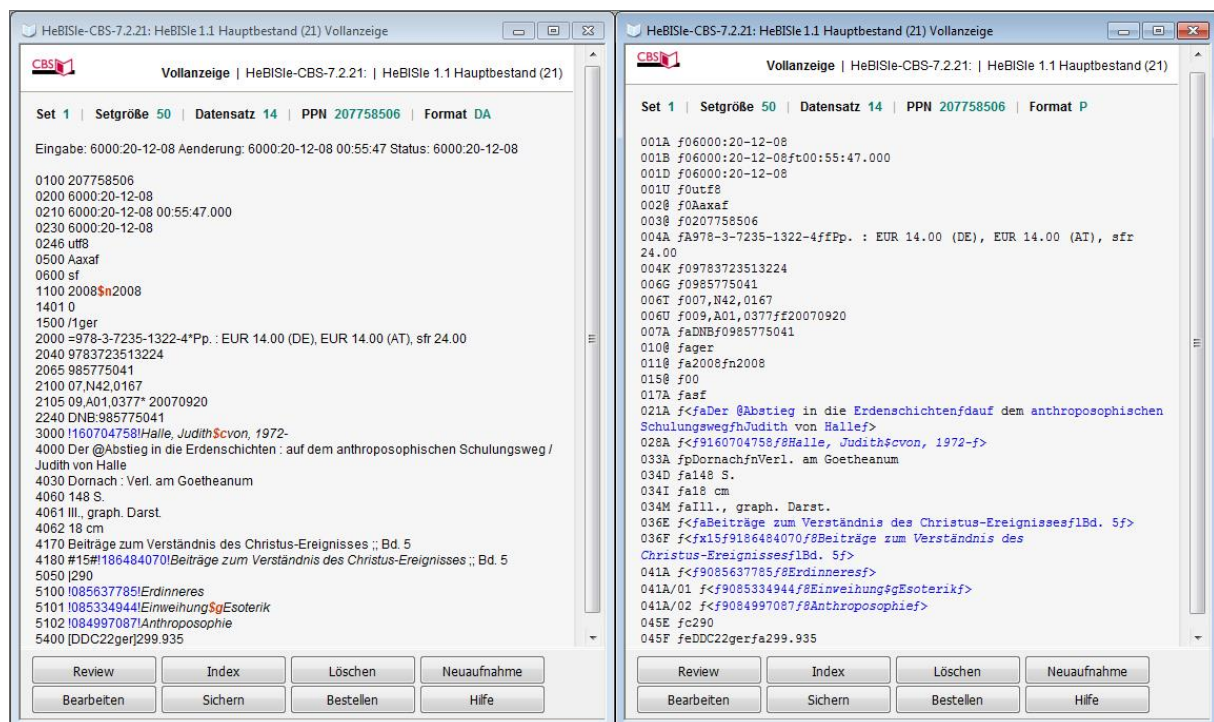 HeBISIe-CBS-7.2.21: HeBISIe 1.1 Hauptbestand (21) Vollanzeige
CBS
Vollanzeige | HeBISIe-CBS-7.2.21: | HeBISIe 1.1 Hauptbestand (21)
Set 1 | Setgröße 50 | Datensatz 14 | PPN 207758506 | Format DA
Eingabe: 6000:20-12-08 Aenderung: 6000:20-12-08 00:55:47 Status: 6000:20-12-08
0100 207758506
0200 6000:20-12-08
0210 6000:20-12-08 00:55:47.000
0230 6000:20-12-08
0246 utf8
0500 Aaxaf
0600 sf
1100 2008$n2008
1401 0
1500 /1ger
2000 =978-3-7235-1322-4*Pp. : EUR 14.00 (DE), EUR 14.00 (AT), sfr 24.00
2040 9783723513224
2065 985775041
2100 07,N42,0167
2105 09,A01,0377* 20070920
2240 DNB:985775041
3000 !160704758!Halle, Judith$cvon, 1972-
4000 Der @Abstieg in die Erdenschichten : auf dem anthroposophischen Schulungsweg /
Judith von Halle
4030 Dornach : Verl. am Goetheanum
4060 148 S.
4061 Ill., graph. Darst.
4062 18 cm
4170 Beiträge zum Verständnis des Christus-Ereignisses ;; Bd. 5
4180 #15#!186484070!Beiträge zum Verständnis des Christus-Ereignisses ;; Bd. 5
5050 |290
5100 !085637785!Erdinneres
5101 !085334944!Einweihung$gEsoterik
5102 !084997087!Anthroposophie
5400 [DDC22ger]299.935
Review Index Löschen Neuaufnahme
Bearbeiten Sichern Bestellen Hilfe
HeBISIe-CBS-7.2.21: HeBISIe 1.1 Hauptbestand (21) Vollanzeige
CBS
Vollanzeige | HeBISIe-CBS-7.2.21: | HeBISIe 1.1 Hauptbestand (21)
Set 1 | Setgröße 50 | Datensatz 14 | PPN 207758506 | Format P
001A ƒ06000:20-12-08
001B ƒ06000:20-12-08ƒt00:55:47.000
001D ƒ06000:20-12-08
001U ƒ0utf8
002@ ƒ0Aaxaf
003@ ƒ0207758506
004A ƒA978-3-7235-1322-4ƒfPp. : EUR 14.00 (DE), EUR 14.00 (AT), sfr
24.00
004K ƒ09783723513224
006G ƒ0985775041
006T ƒ007,N42,0167
006U ƒ009,A01,0377ƒf20070920
007A ƒaDNBƒ0985775041
010@ ƒager
011@ ƒa2008ƒn2008
015@ ƒ00
017A ƒasf
021A ƒ<ƒaDer @Abstieg in die Erdenschichtenƒdauf dem anthroposophischen
SchulungswegƒhJudith von Halleƒ>
028A ƒ<ƒ9160704758ƒ8Halle, Judith$cvon, 1972-ƒ>
033A ƒpDornachƒnVerl. am Goetheanum
034D ƒa148 S.
034I ƒa18 cm
034M ƒaIll., graph. Darst.
036E ƒ<ƒaBeiträge zum Verständnis des Christus-EreignissesƒlBd. 5ƒ>
036F ƒ<ƒx15ƒ9186484070ƒ8Beiträge zum Verständnis des
Christus-EreignissesƒlBd. 5ƒ>
041A ƒ<ƒ9085637785ƒ8Erdinneresƒ>
041A/01 ƒ<ƒ9085334944ƒ8Einweihung$gEsoterikƒ>
041A/02 ƒ<ƒ9084997087ƒ8Anthroposophieƒ>
045E ƒc290
045F ƒeDDC22gerƒa299.935
Review Index Löschen Neuaufnahme
Bearbeiten Sichern Bestellen Hilfe